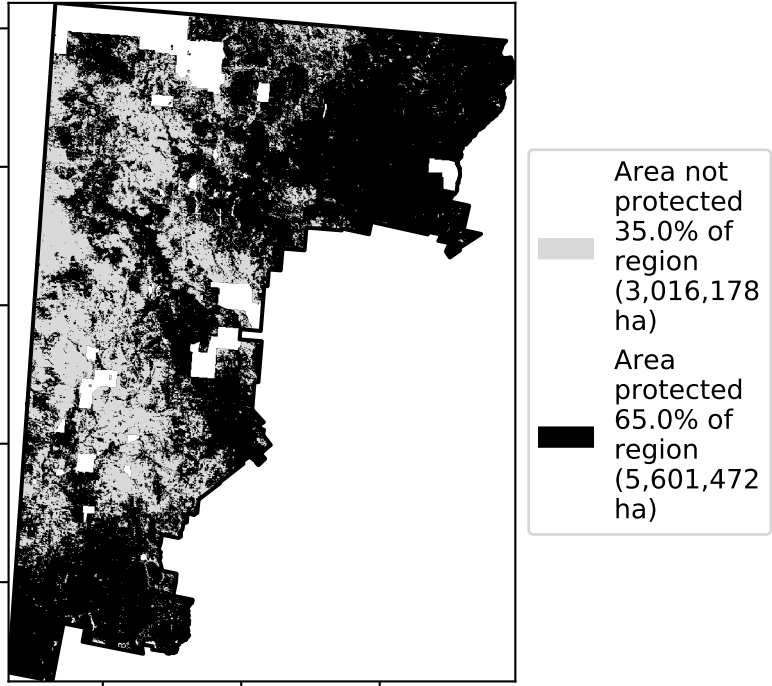 Area not
protected
35.0% of
region
(3,016,178
ha)
Area
protected
65.0% of
region
(5,601,472
ha)